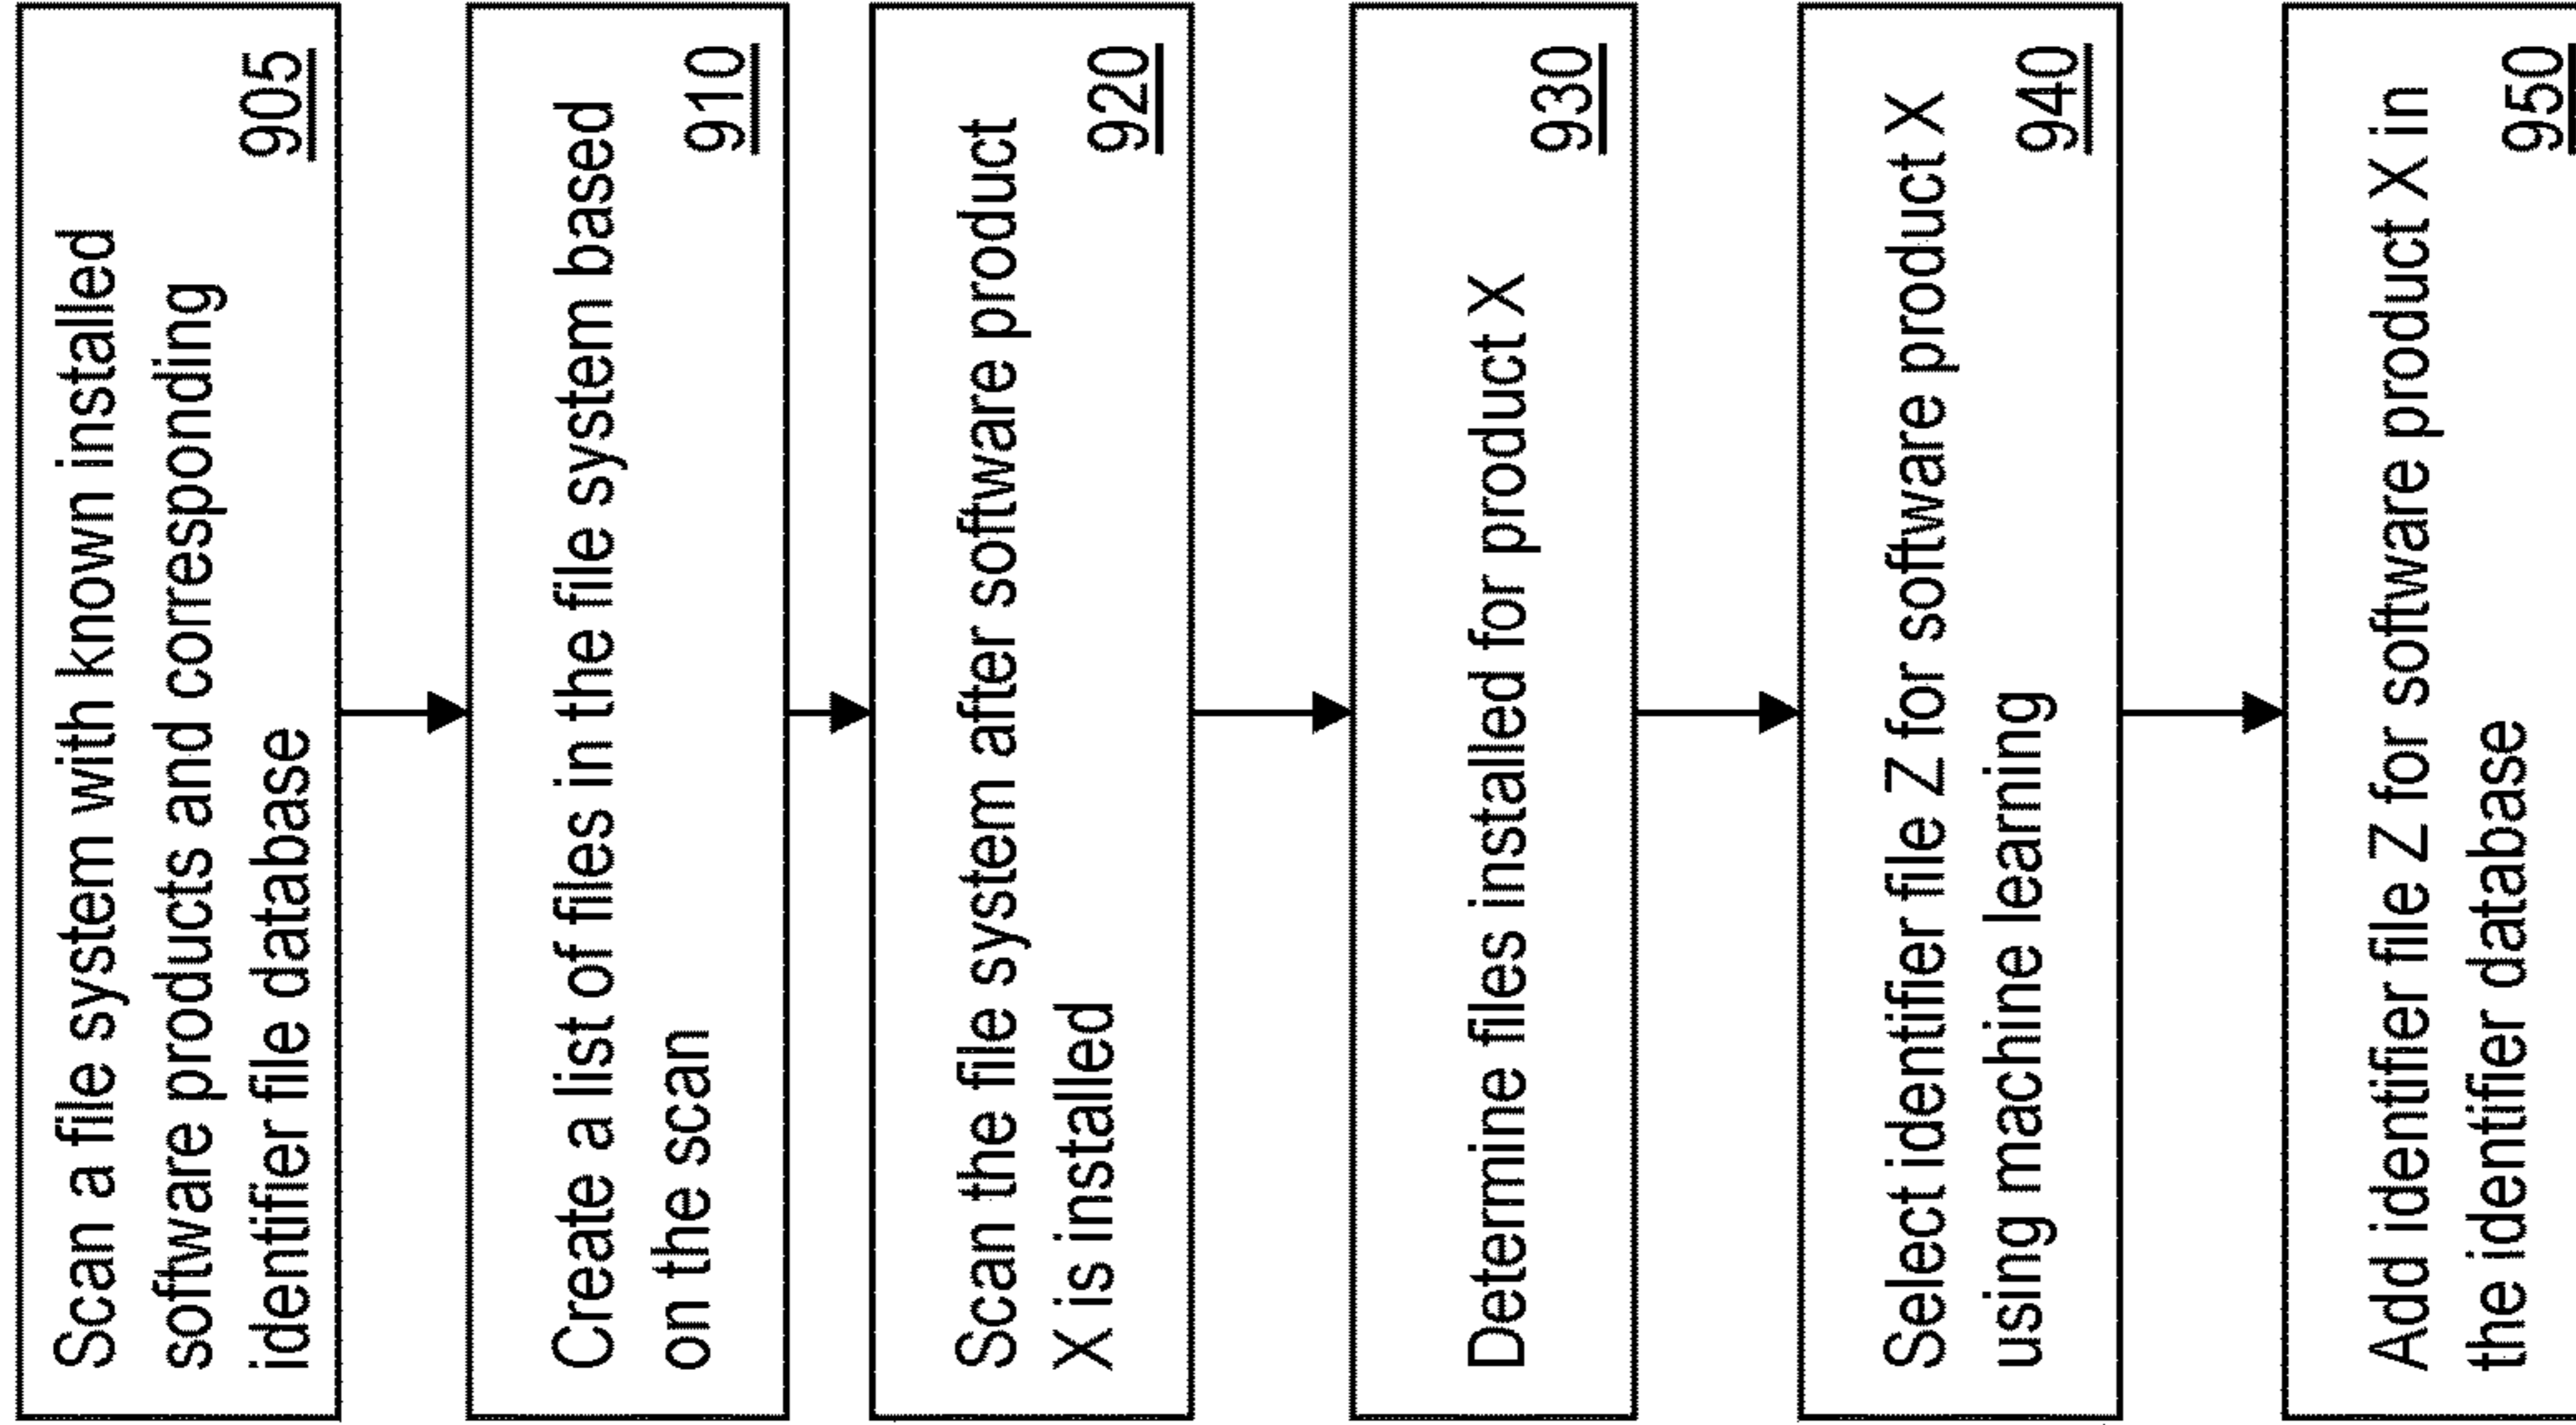 Scan a file system with known installed
software products and corresponding
identifier file database
905
Create a list of files in the file system based
on the scan
910
Scan the file system after software product
X is installed
920
Determine files installed for product X
930
Select identifier file Z for software product X
using machine learning
940
Add identifier file Z for software product X in
the identifier database
950